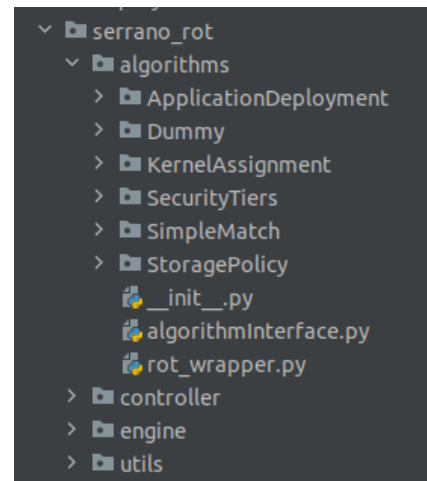 serrano_rot
algorithms
ApplicationDeployment
Dummy
KernelAssignment
SecurityTiers
SimpleMatch
StoragePolicy
__init__.py
algorithmInterface.py
rot_wrapper.py
controller
engine
utils